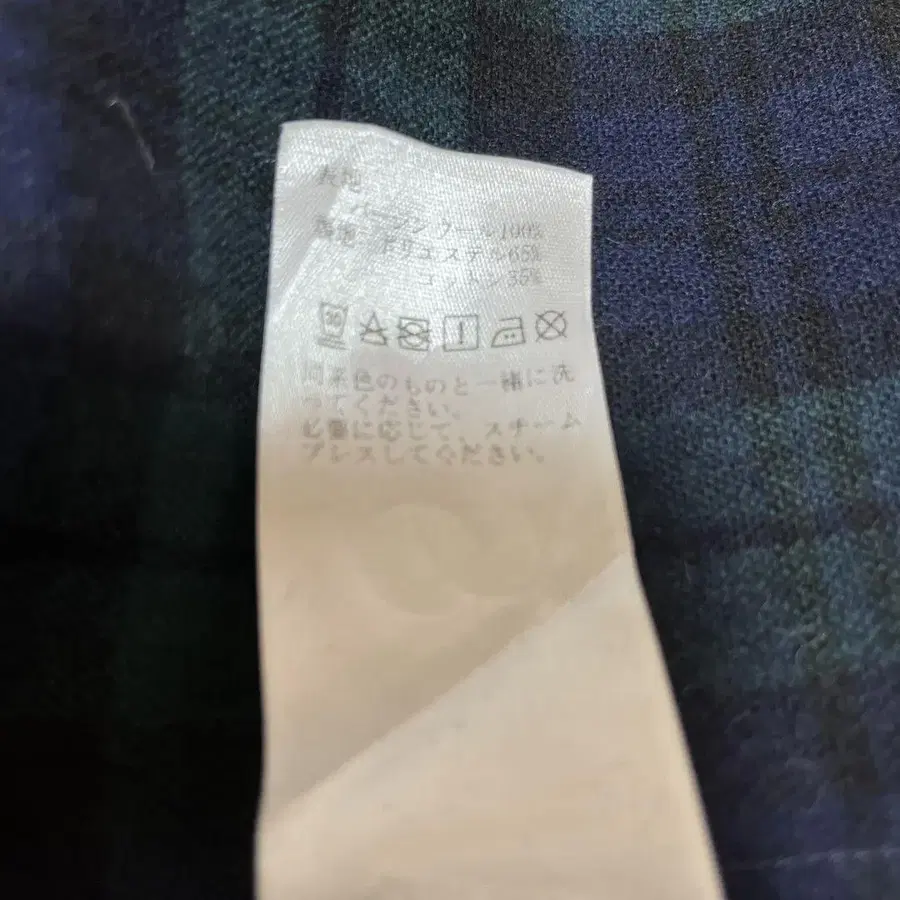 表地
バージン ウール100%
裏地 ポリエステル65%
コットン35%
30
同系色のものと一緒に洗
ってください。
必要に応じて、スチーム
プレスしてください。